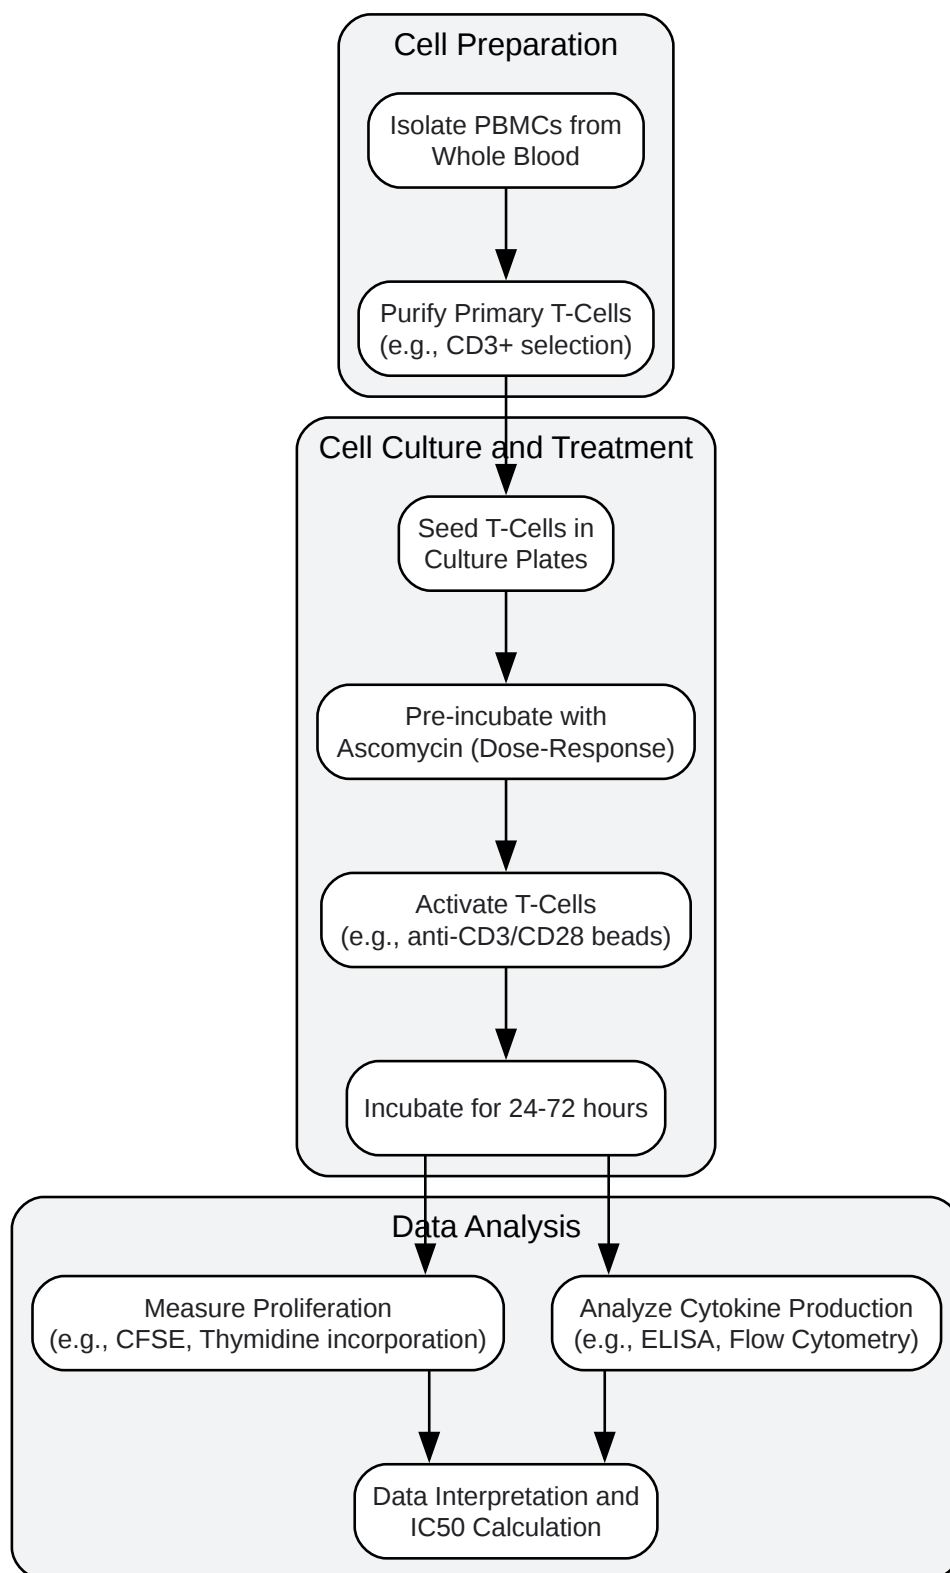 Cell Preparation
Isolate PBMCs from
Whole Blood
Purify Primary T-Cells
(e.g., CD3+ selection)
Cell Culture and Treatment
Seed T-Cells in
Culture Plates
Pre-incubate with
Ascomycin (Dose-Response)
Activate T-Cells
(e.g., anti-CD3/CD28 beads)
Incubate for 24-72 hours
Data Analysis
Measure Proliferation
(e.g., CFSE, Thymidine incorporation)
Analyze Cytokine Production
(e.g., ELISA, Flow Cytometry)
Data Interpretation and
IC50 Calculation